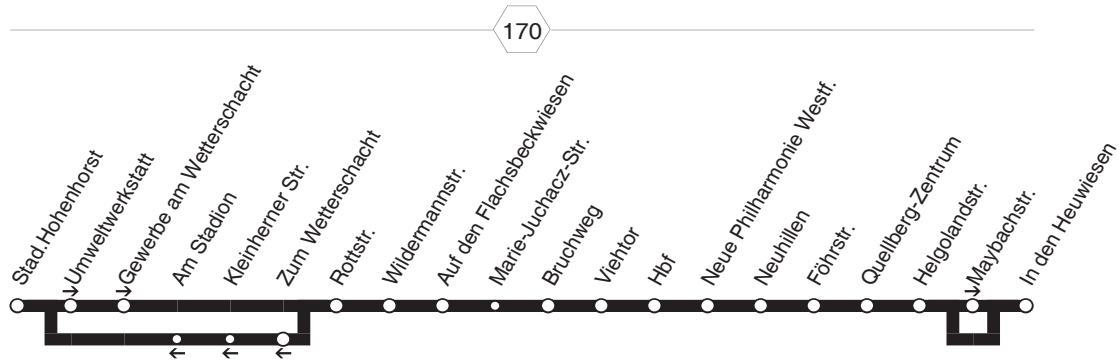 170
Stad.Hohenhorst
Umweltwerkstatt
Gewerbe am Wetterschacht
Am Stadion
Kleinherner Str.
Zum Wetterschacht
Rottstr.
Wildermannstr.
Auf den Flachsbeckwiesen
Marie-Juchacz-Str.
Bruchweg
Viehtor
Hbf
Neue Philharmonie Westf.
Neuhillen
Föhrstr.
Quellberg-Zentrum
Helgolandstr.
Maybachstr.
In den Heuwiesen